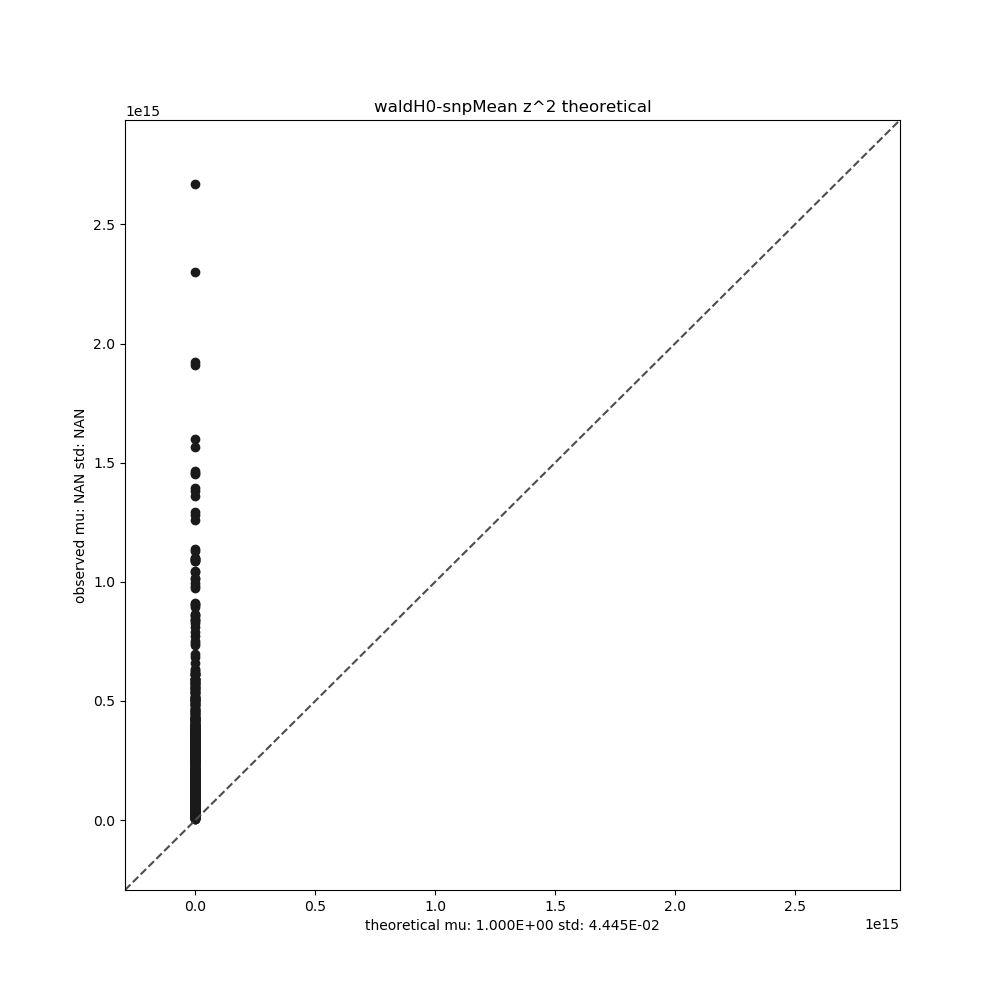 waldH0-snpMean z^2 theoretical
1e15
2.5
2.0
1.5
1.0
0.5
0.0
observed mu: NAN std: NAN
0.0 0.5 1.0 1.5 2.0 2.5
1e15
theoretical mu: 1.000E+00 std: 4.445E-02